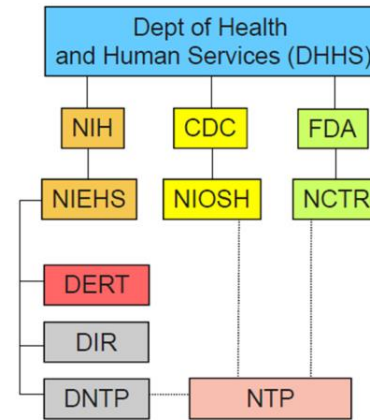 Dept of Health
and Human Services (DHHS)
NIH
CDC
FDA
NIEHS
NIOSH
NCTR
DERT
DIR
DNTP
NTP